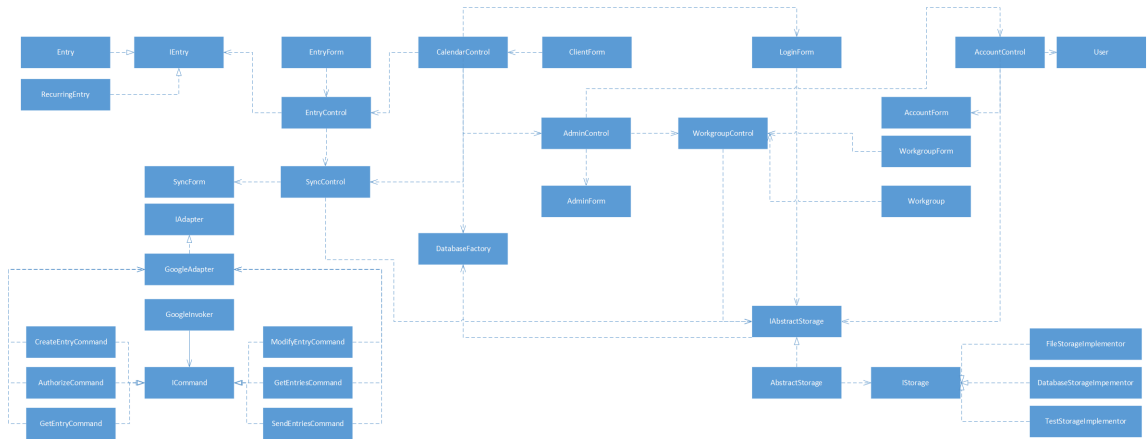 Entry
IEntry
EntryForm
CalendarControl
ClientForm
LoginForm
AccountControl
User
RecurringEntry
EntryControl
AccountForm
AdminControl
WorkgroupControl
WorkgroupForm
SyncForm
SyncControl
AdminForm
Workgroup
IAdapter
DatabaseFactory
GoogleAdapter
GoogleInvoker
IAbstractStorage
CreateEntryCommand
ModifyEntryCommand
FileStorageImplementor
AuthorizeCommand
ICommand
GetEntriesCommand
AbstractStorage
IStorage
DatabaseStorageImpementor
GetEntryCommand
SendEntriesCommand
TestStorageImplementor